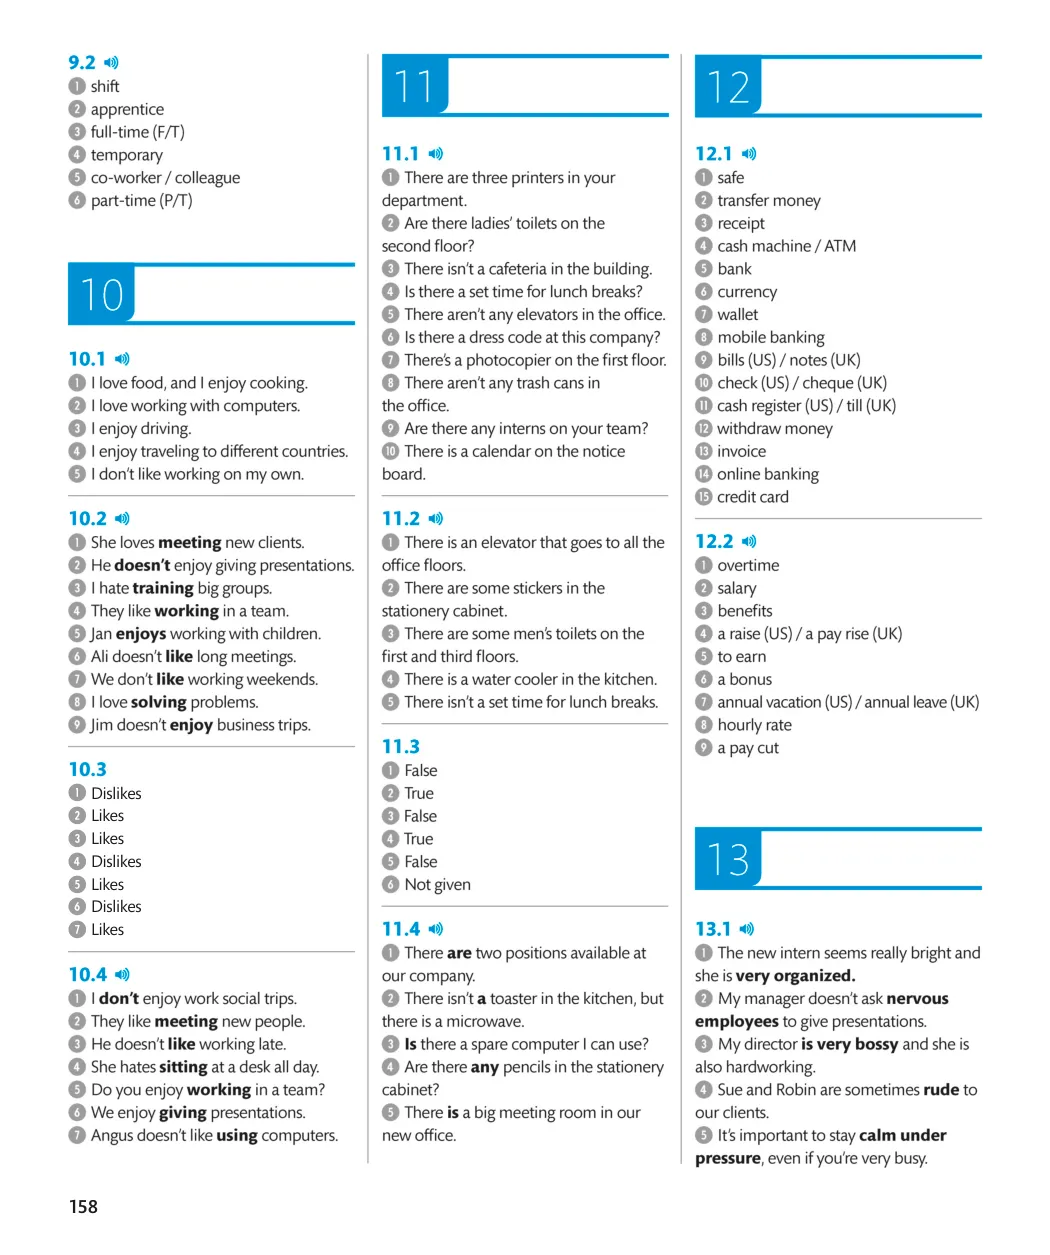 9.2
1 shift
2 apprentice
3 full-time (F/T)
4 temporary
5 co-worker / colleague
6 part-time (P/T)
10
10.1
1 I love food, and I enjoy cooking.
2 I love working with computers.
3 I enjoy driving.
4 I enjoy traveling to different countries.
5 I don’t like working on my own.
10.2
1 She loves meeting new clients.
2 He doesn’t enjoy giving presentations.
3 I hate training big groups.
4 They like working in a team.
5 Jan enjoys working with children.
6 Ali doesn’t like long meetings.
7 We don’t like working weekends.
8 I love solving problems.
9 Jim doesn’t enjoy business trips.
10.3
1 Dislikes
2 Likes
3 Likes
4 Dislikes
5 Likes
6 Dislikes
7 Likes
10.4
1 I don’t enjoy work social trips.
2 They like meeting new people.
3 He doesn’t like working late.
4 She hates sitting at a desk all day.
5 Do you enjoy working in a team?
6 We enjoy giving presentations.
7 Angus doesn’t like using computers.
11
11.1
1 There are three printers in your
department.
2 Are there ladies’ toilets on the
second floor?
3 There isn’t a cafeteria in the building.
4 Is there a set time for lunch breaks?
5 There aren’t any elevators in the office.
6 Is there a dress code at this company?
7 There’s a photocopier on the first floor.
8 There aren’t any trash cans in
the office.
9 Are there any interns on your team?
10 There is a calendar on the notice
board.
11.2
1 There is an elevator that goes to all the
office floors.
2 There are some stickers in the
stationery cabinet.
3 There are some men’s toilets on the
first and third floors.
4 There is a water cooler in the kitchen.
5 There isn’t a set time for lunch breaks.
11.3
1 False
2 True
3 False
4 True
5 False
6 Not given
11.4
1 There are two positions available at
our company.
2 There isn’t a toaster in the kitchen, but
there is a microwave.
3 Is there a spare computer I can use?
4 Are there any pencils in the stationery
cabinet?
5 There is a big meeting room in our
new office.
12
12.1
1 safe
2 transfer money
3 receipt
4 cash machine / ATM
5 bank
6 currency
7 wallet
8 mobile banking
9 bills (US) / notes (UK)
10 check (US) / cheque (UK)
11 cash register (US) / till (UK)
12 withdraw money
13 invoice
14 online banking
15 credit card
12.2
1 overtime
2 salary
3 benefits
4 a raise (US) / a pay rise (UK)
5 to earn
6 a bonus
7 annual vacation (US) / annual leave (UK)
8 hourly rate
9 a pay cut
13
13.1
1 The new intern seems really bright and
she is very organized.
2 My manager doesn’t ask nervous
employees to give presentations.
3 My director is very bossy and she is
also hardworking.
4 Sue and Robin are sometimes rude to
our clients.
5 It’s important to stay calm under
pressure, even if you’re very busy.
158